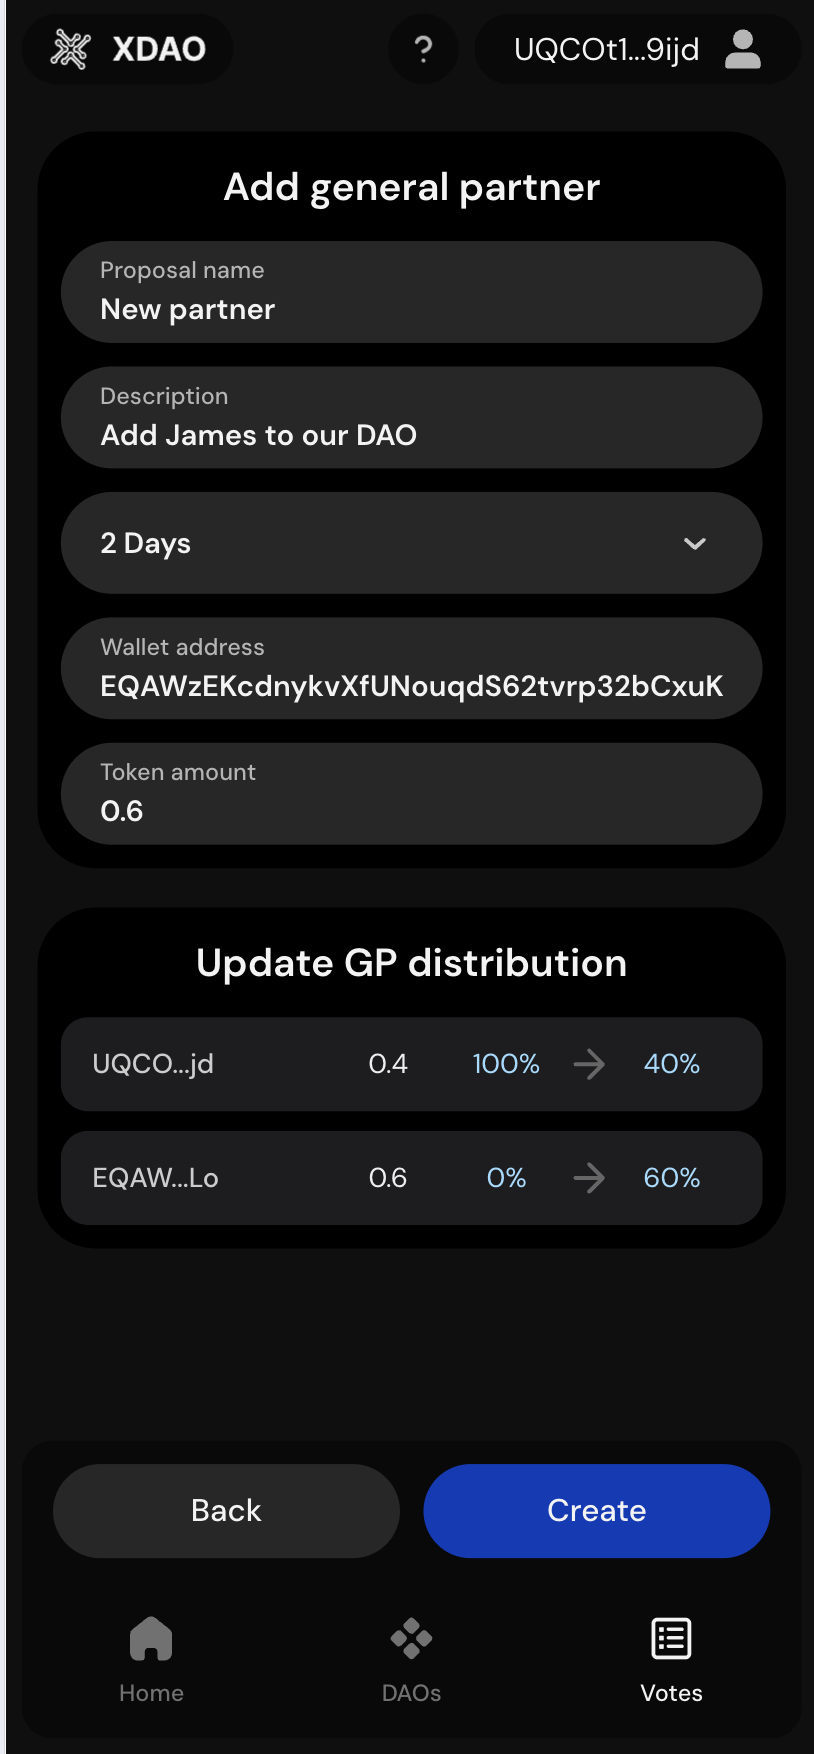 XDAO
?
UQCOt1...9ijd
Add general partner
Proposal name
New partner
Description
Add James to our DAO
2 Days
Wallet address
EQAWzEKcdnykvXfUNouqdS62tvrp32bCxuK
Token amount
0.6
Update GP distribution
UQCO...jd 0.4 100% → 40%
EQAW...Lo 0.6 0% → 60%
Back Create
Home DAOs Votes